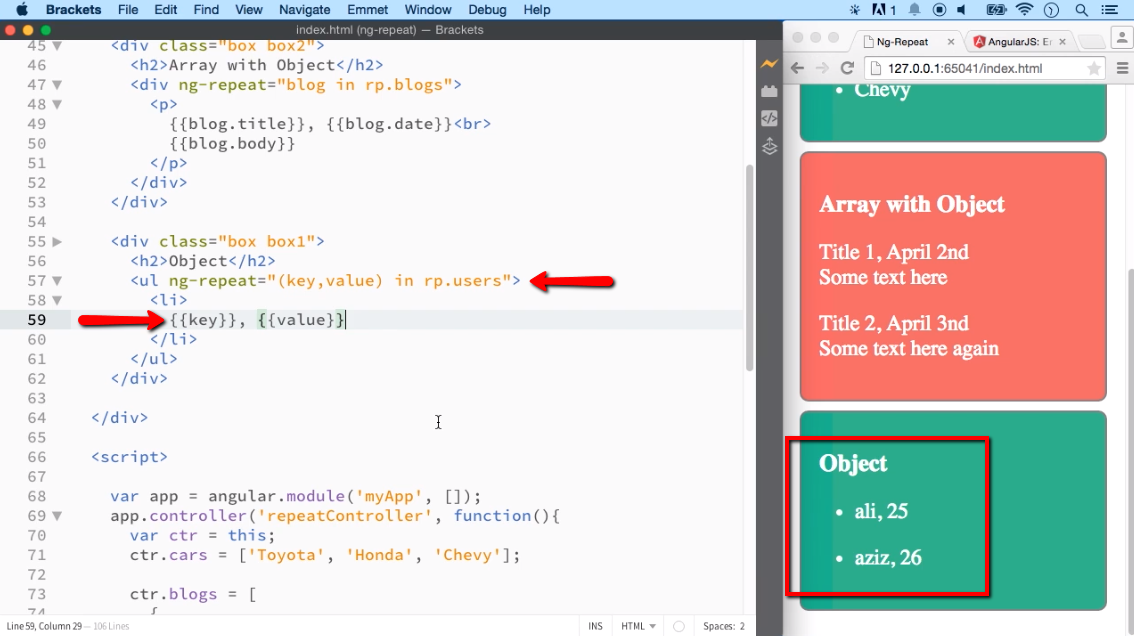 Brackets File Edit Find View Navigate Emmet Window Debug Help 1
index.html (ng-repeat) — Brackets
45 <div class="box box2">
46 <h2>Array with Object</h2>
47 <div ng-repeat="blog in rp.blogs">
48 <p>
49 {{blog.title}}, {{blog.date}}<br>
50 {{blog.body}}
51 </p>
52 </div>
53 </div>
54
55 <div class="box box1">
56 <h2>Object</h2>
57 <ul ng-repeat="(key,value) in rp.users">
58 <li>
59 {{key}}, {{value}}
60 </li>
61 </ul>
62 </div>
63
64 </div>
65
66 <script>
67
68 var app = angular.module('myApp', []);
69 app.controller('repeatController', function(){
70 var ctr = this;
71 ctr.cars = ['Toyota', 'Honda', 'Chevy'];
72
73 ctr.blogs = [
74 {
Line 59, Column 29 — 106 Lines
INS HTML Spaces: 2
Ng-Repeat × AngularJS: Er ×
127.0.0.1:65041/index.html
• Chevy
Array with Object
Title 1, April 2nd
Some text here
Title 2, April 3nd
Some text here again
Object
• ali, 25
• aziz, 26